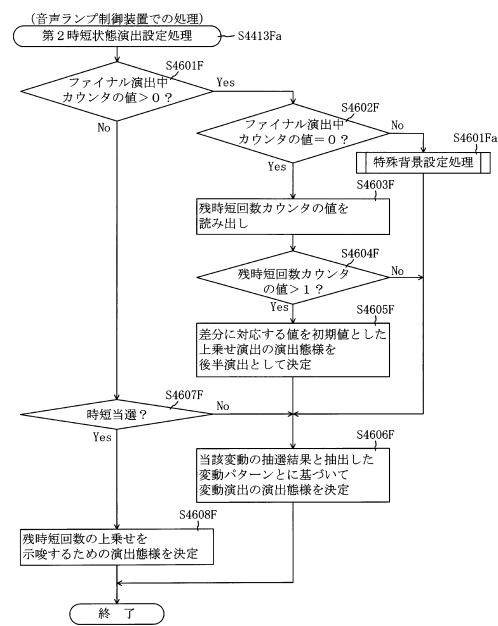 (音声ランプ制御装置での処理)
第2時短状態演出設定処理
S4413Fa
S4601F
ファイナル演出中
カウンタの値>0?
Yes
No
S4602F
ファイナル演出中
カウンタの値=0?
No
Yes
S4601Fa
特殊背景設定処理
S4603F
残時短回数カウンタの値を
読み出し
S4604F
残時短回数カウンタ
の値>1?
No
Yes
S4605F
差分に対応する値を初期値とした
上乗せ演出の演出態様を
後半演出として決定
S4607F
時短当選?
No
Yes
S4606F
当該変動の抽選結果と抽出した
変動パターンとに基づいて
変動演出の演出態様を決定
S4608F
残時短回数の上乗せを
示唆するための演出態様を決定
終 了